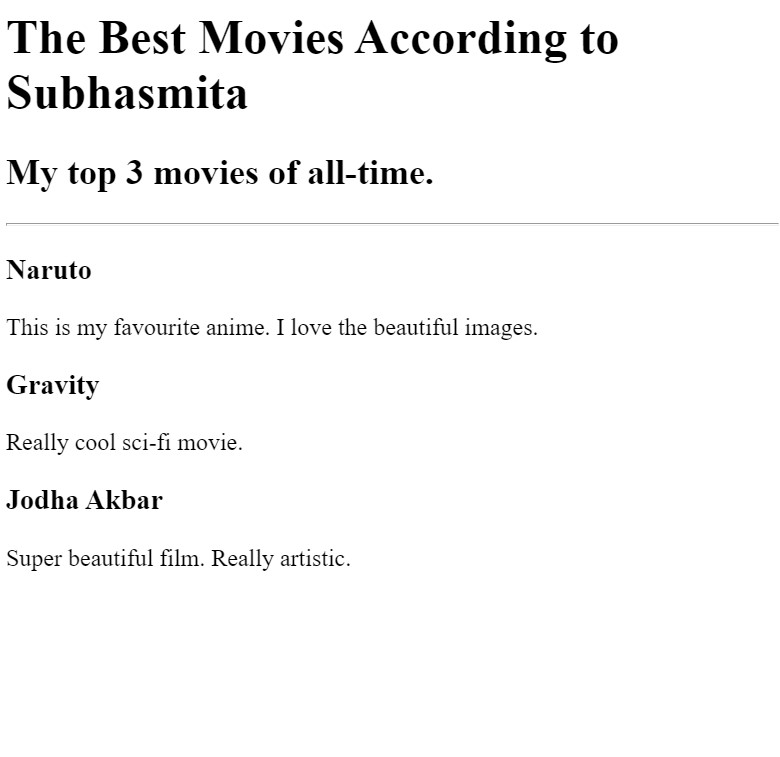 The Best Movies According to
Subhasmita
My top 3 movies of all-time.
Naruto
This is my favourite anime. I love the beautiful images.
Gravity
Really cool sci-fi movie.
Jodha Akbar
Super beautiful film. Really artistic.